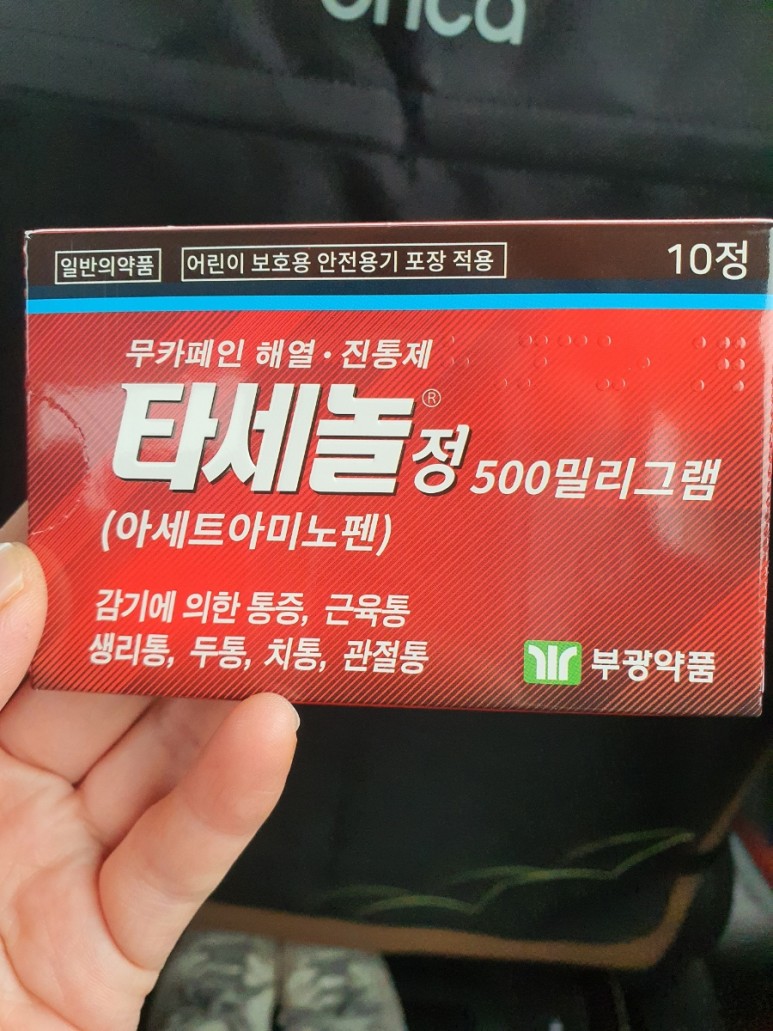 일반의약품
어린이 보호용 안전용기 포장 적용
10정
무카페인 해열·진통제
타세놀®정 500밀리그램
(아세트아미노펜)
감기에 의한 통증, 근육통
생리통, 두통, 치통, 관절통
부광약품